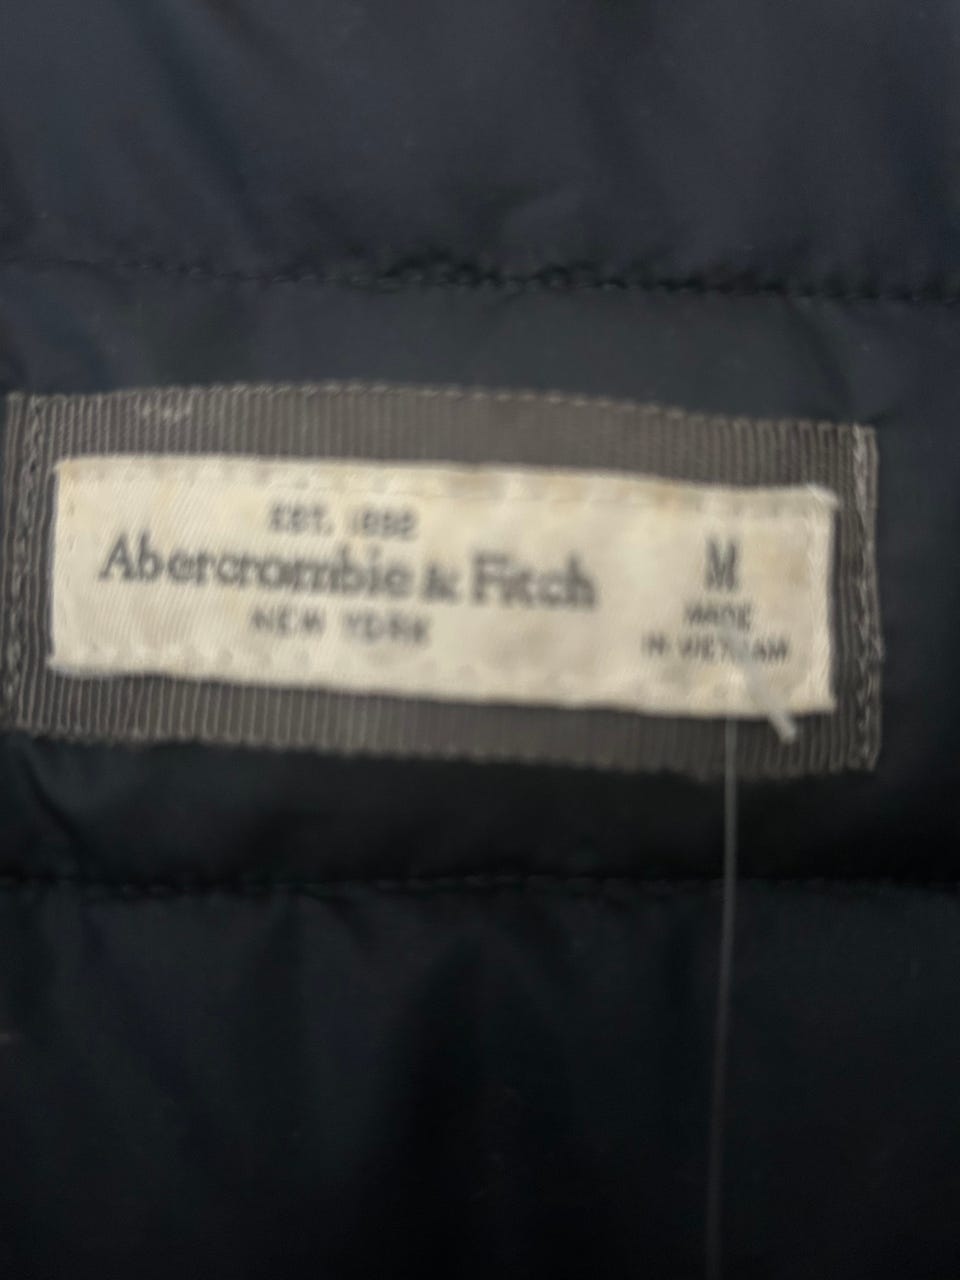 EST. 1892
Abercrombie & Fitch
NEW YORK
M
MADE
IN VIETNAM